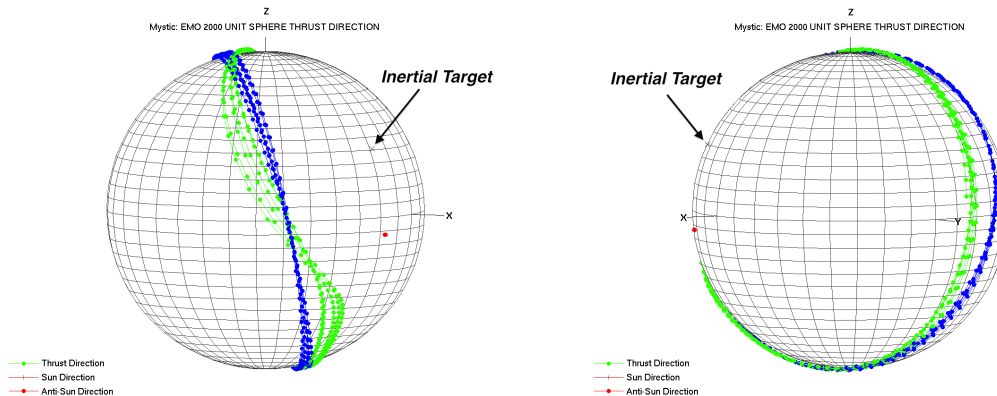 Z
Mystic: EMO 2000 UNIT SPHERE THRUST DIRECTION
Inertial Target
X
Thrust Direction
Sun Direction
Anti-Sun Direction
Z
Mystic: EMO 2000 UNIT SPHERE THRUST DIRECTION
Inertial Target
X
Y
Thrust Direction
Sun Direction
Anti-Sun Direction